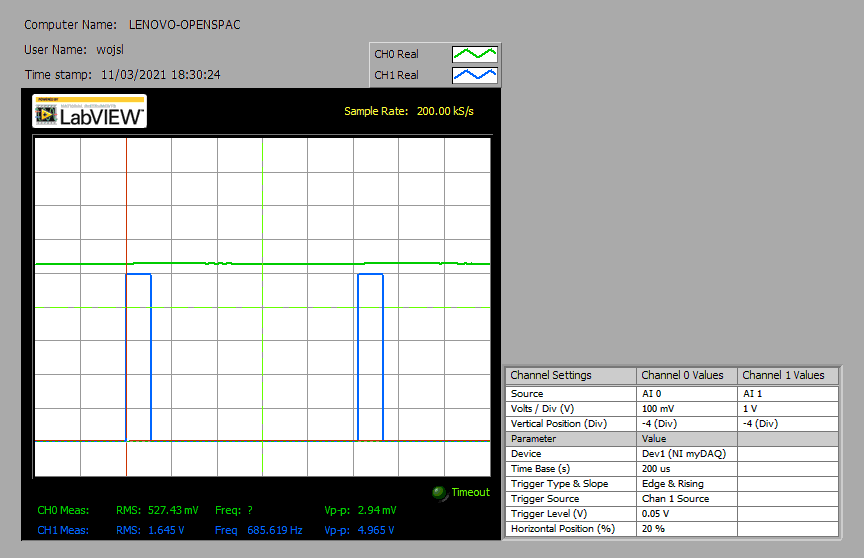 Computer Name: LENOVO-OPENSPAC
User Name: wojsl
Time stamp: 11/03/2021 18:30:24
CH0 Real
CH1 Real
POWERED BY
NATIONAL INSTRUMENTS
LabVIEW™
Sample Rate: 200.00 kS/s
Timeout
CH0 Meas: RMS: 527.43 mV Freq: ? Vp-p: 2.94 mV
CH1 Meas: RMS: 1.645 V Freq 685.619 Hz Vp-p: 4.965 V
Channel Settings Channel 0 Values Channel 1 Values
Source AI 0 AI 1
Volts / Div (V) 100 mV 1 V
Vertical Position (Div) -4 (Div) -4 (Div)
Parameter Value
Device Dev1 (NI myDAQ)
Time Base (s) 200 us
Trigger Type & Slope Edge & Rising
Trigger Source Chan 1 Source
Trigger Level (V) 0.05 V
Horizontal Position (%) 20 %